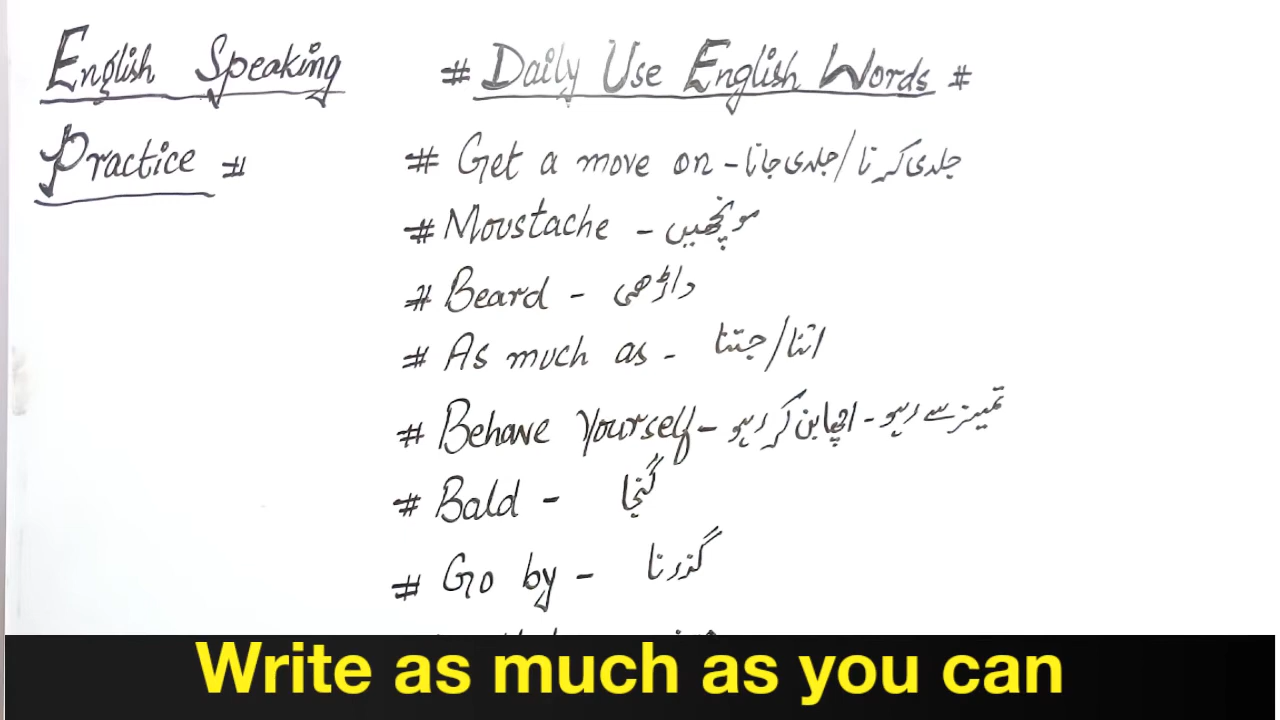 English Speaking
Practice #
# Daily Use English Words #
# Get a move on - جلدی کرنا/جلدی جانا
# Moustache - مونچھیں
# Beard - داڑھی
# As much as - اتنا/جتنا
# Behave Yourself - تمیز سے رہو - اچھا بن کر رہو
# Bald - گنجا
# Go by - گزرنا
Write as much as you can